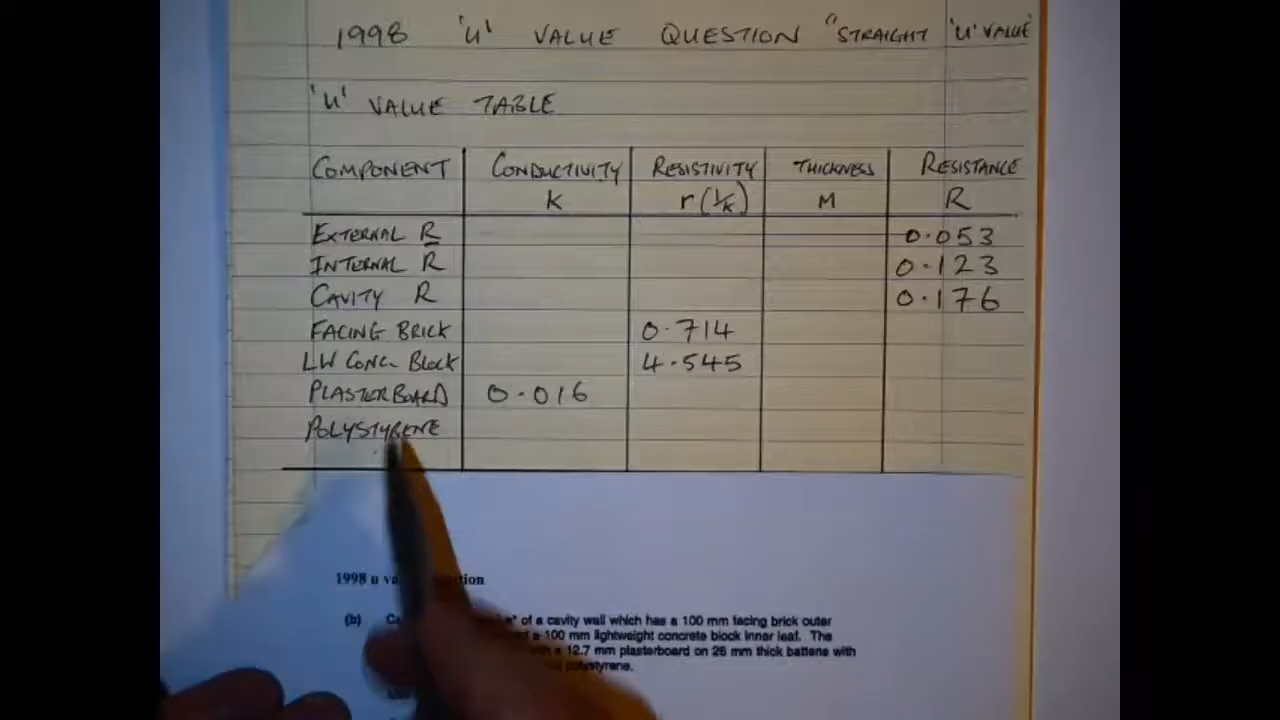 1998 'U' VALUE QUESTION "STRAIGHT 'U' VALUE"
'U' VALUE TABLE
COMPONENT CONDUCTIVITY RESISTIVITY THICKNESS RESISTANCE
K r (1/K) M R
EXTERNAL R 0.053
INTERNAL R 0.123
CAVITY R 0.176
FACING BRICK 0.714
LW CONC. BLOCK 4.545
PLASTERBOARD 0.016
POLYSTYRENE
1998 u
(b) of a cavity wall which has a 100 mm facing brick outer
100 mm lightweight concrete block inner leaf. The
12.7 mm plasterboard on 26 mm thick battens with
polystyrene.